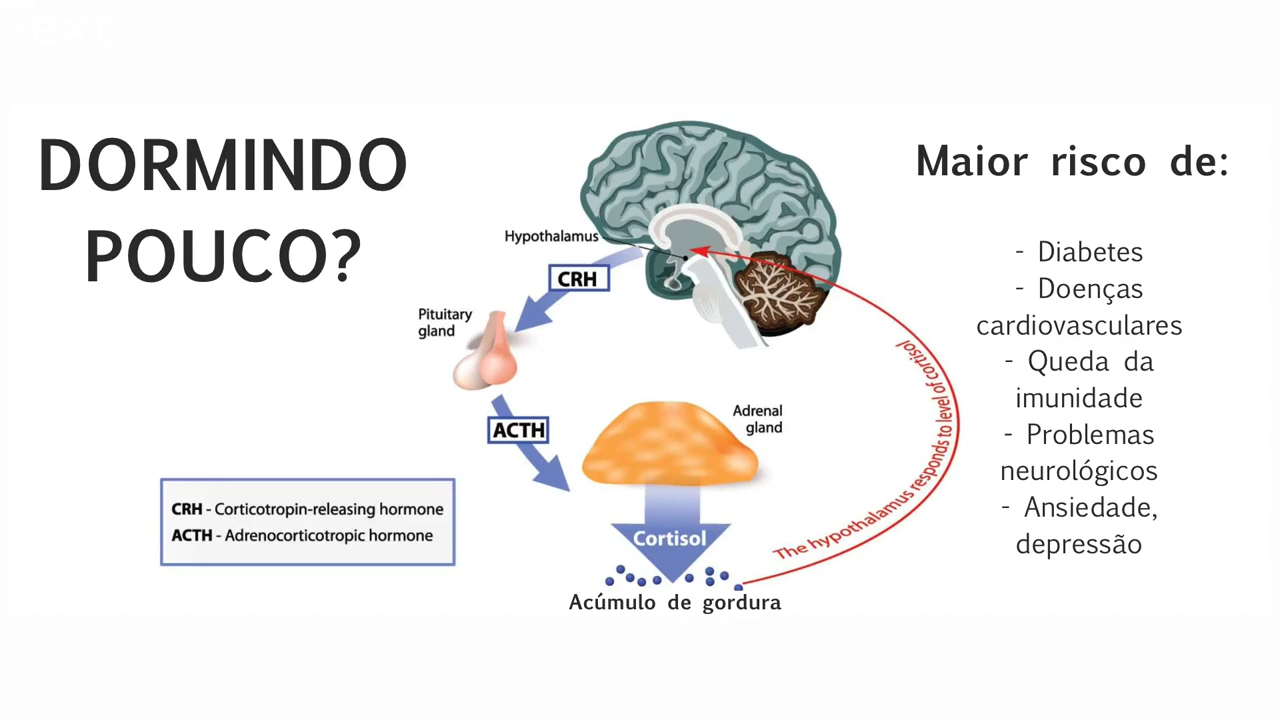 Text
DORMINDO
POUCO?
Hypothalamus
CRH
Pituitary
gland
ACTH
Adrenal
gland
Cortisol
Acúmulo de gordura
The hypothalamus responds to level of cortisol
CRH - Corticotropin-releasing hormone
ACTH - Adrenocorticotropic hormone
Maior risco de:
- Diabetes
- Doenças
cardiovasculares
- Queda da
imunidade
- Problemas
neurológicos
- Ansiedade,
depressão